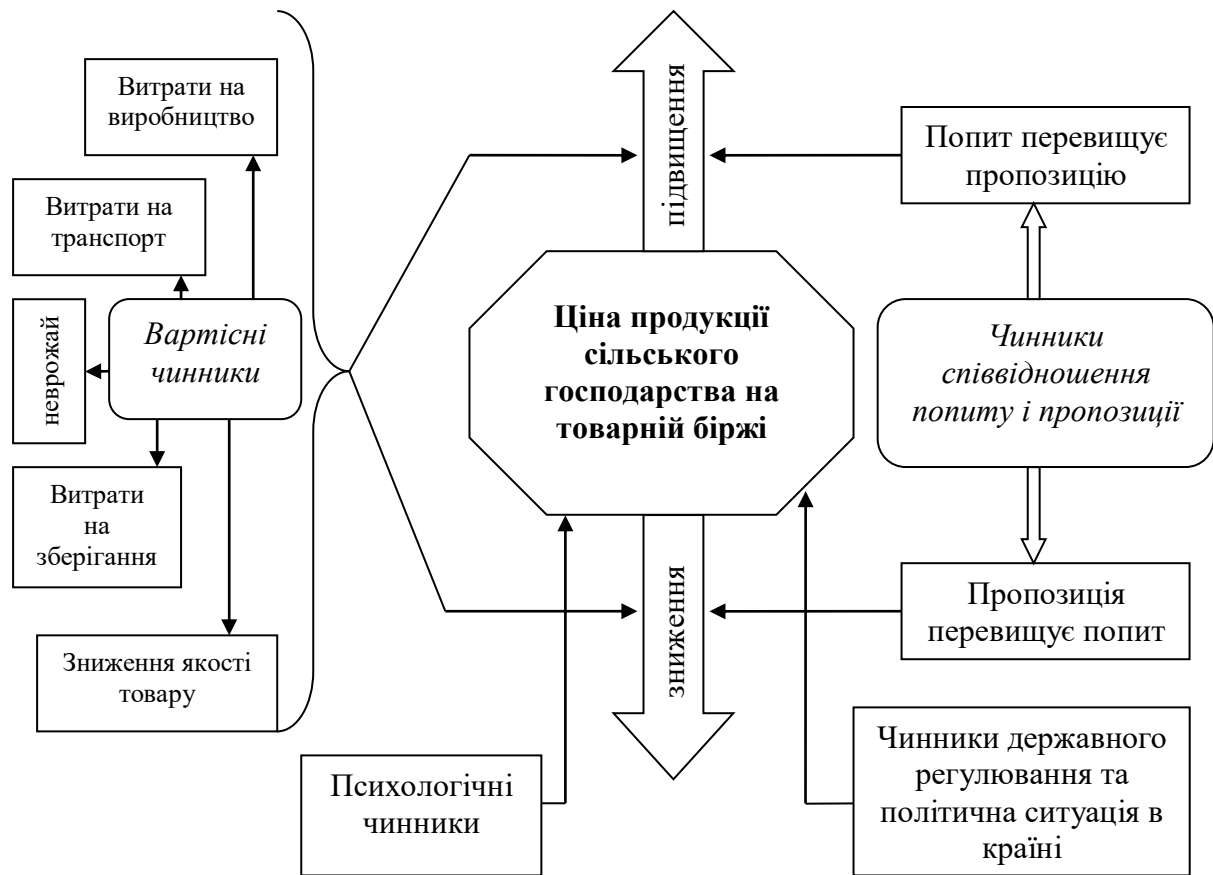 Витрати на
виробництво
Витрати на
транспорт
неврожай
Вартісні
чинники
Витрати
на
зберігання
Зниження якості
товару
підвищення
Ціна продукції
сільського
господарства на
товарній біржі
зниження
Попит перевищує
пропозицію
Чинники
співвідношення
попиту і пропозиції
Пропозиція
перевищує попит
Психологічні
чинники
Чинники державного
регулювання та
політична ситуація в
країні